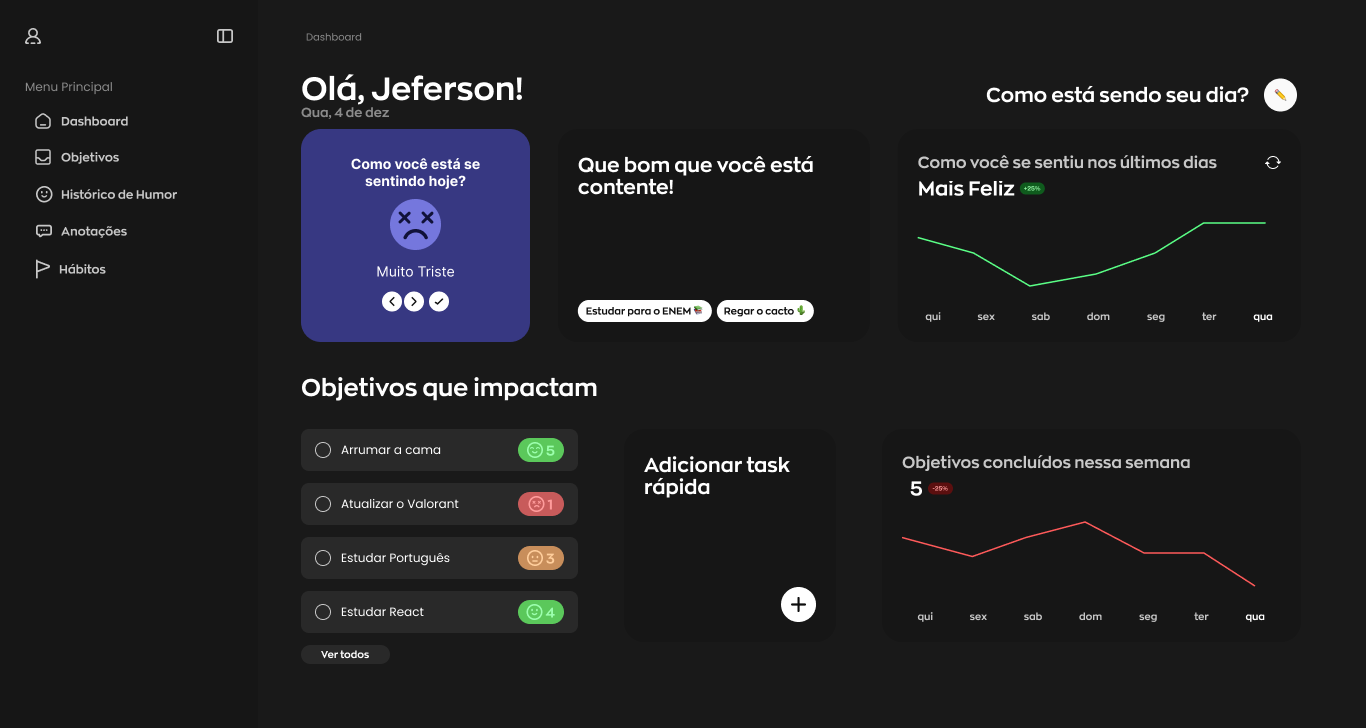 Menu Principal
Dashboard
Objetivos
Histórico de Humor
Anotações
Hábitos
Dashboard
Olá, Jeferson!
Qua, 4 de dez
Como está sendo seu dia?
Como você está se
sentindo hoje?
Muito Triste
Que bom que você está
contente!
Estudar para o ENEM
Regar o cacto
Como você se sentiu nos últimos dias
Mais Feliz +25%
qui sex sab dom seg ter qua
Objetivos que impactam
Arrumar a cama 5
Atualizar o Valorant 1
Estudar Português 3
Estudar React 4
Ver todos
Adicionar task
rápida
Objetivos concluídos nessa semana
5 -25%
qui sex sab dom seg ter qua